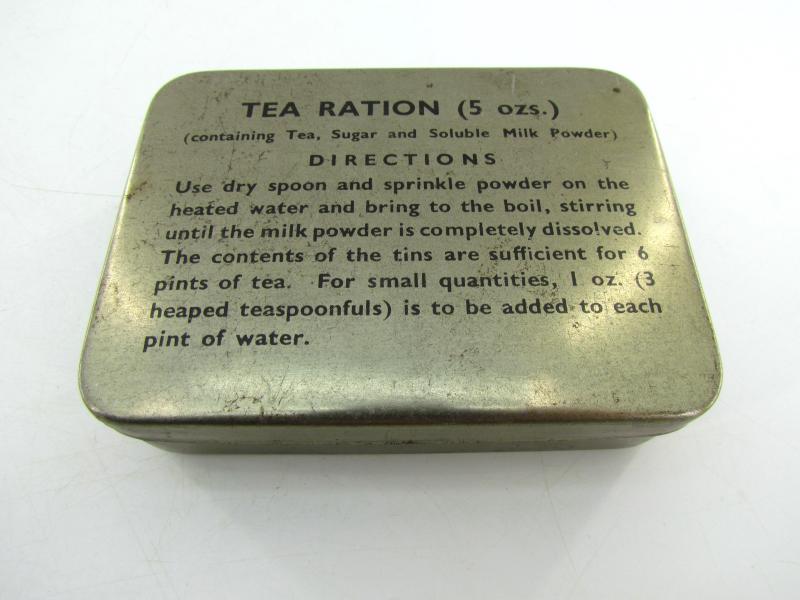 TEA RATION (5 ozs.)
(containing Tea, Sugar and Soluble Milk Powder)
DIRECTIONS
Use dry spoon and sprinkle powder on the
heated water and bring to the boil, stirring
until the milk powder is completely dissolved.
The contents of the tins are sufficient for 6
pints of tea. For small quantities, 1 oz. (3
heaped teaspoonfuls) is to be added to each
pint of water.